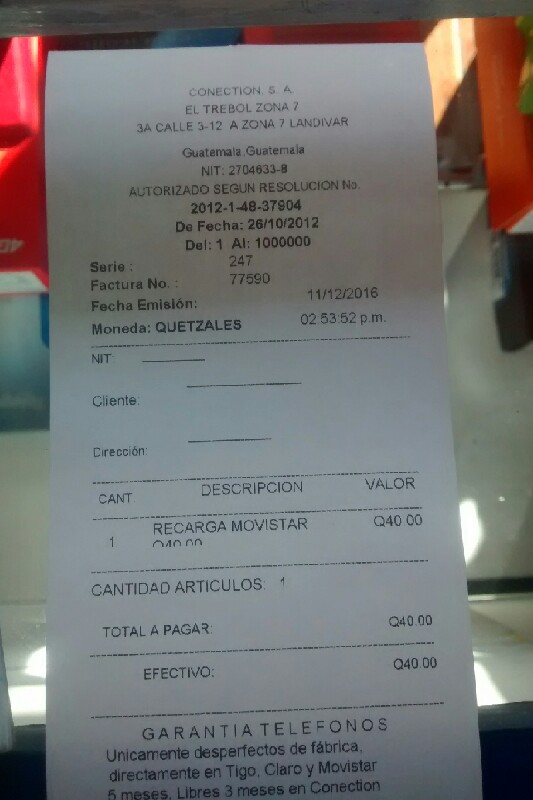 CONECTION, S. A.
EL TREBOL ZONA 7
3A CALLE 3-12 A ZONA 7 LANDIVAR
Guatemala,Guatemala
NIT: 2704633-8
AUTORIZADO SEGUN RESOLUCION No.
2012-1-48-37904
De Fecha: 26/10/2012
Del: 1 Al: 1000000
Serie : 247
Factura No. : 77590
Fecha Emisión: 11/12/2016
Moneda: QUETZALES 02:53:52 p.m.
NIT:
Cliente:
Dirección:
CANT. DESCRIPCION VALOR
1 RECARGA MOVISTAR Q40.00
Q40.00
CANTIDAD ARTICULOS: 1
TOTAL A PAGAR: Q40.00
EFECTIVO: Q40.00
GARANTIA TELEFONOS
Unicamente desperfectos de fábrica,
directamente en Tigo, Claro y Movistar
5 meses, Libres 3 meses en Conection
4G